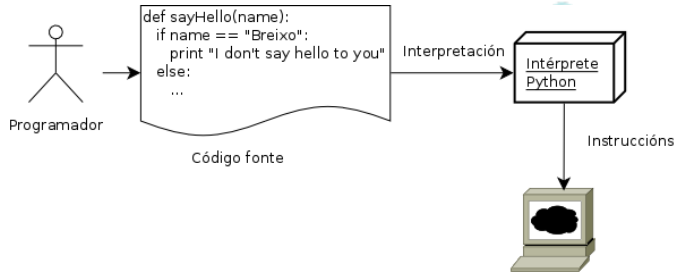 def sayHello(name):
if name == "Breixo":
print "I don't say hello to you"
else:
...
Interpretación
Intérprete
Python
Programador
Código fonte
Instruccións